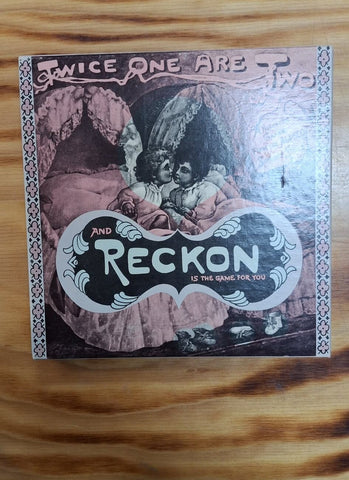 TWICE ONE ARE TWO
AND
RECKON
IS THE GAME FOR YOU